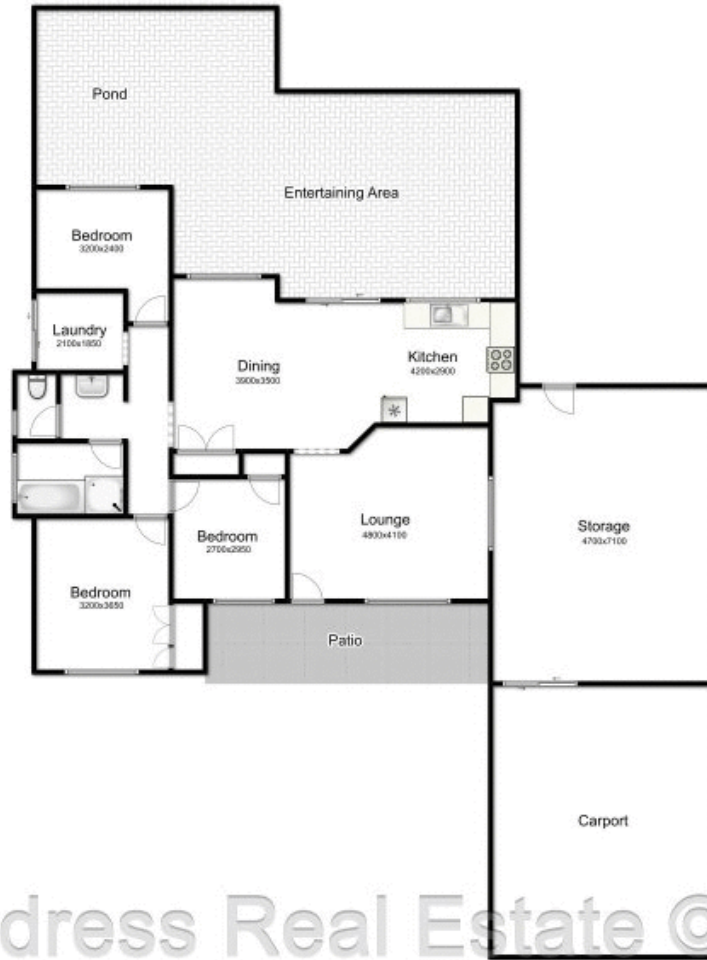 Pond
Entertaining Area
Bedroom
3200x2400
Laundry
2100x1850
Dining
3900x3500
Kitchen
4200x2900
Bedroom
2700x2950
Lounge
4800x4100
Storage
4700x7100
Bedroom
3200x3650
Patio
Carport
dress Real Estate ©